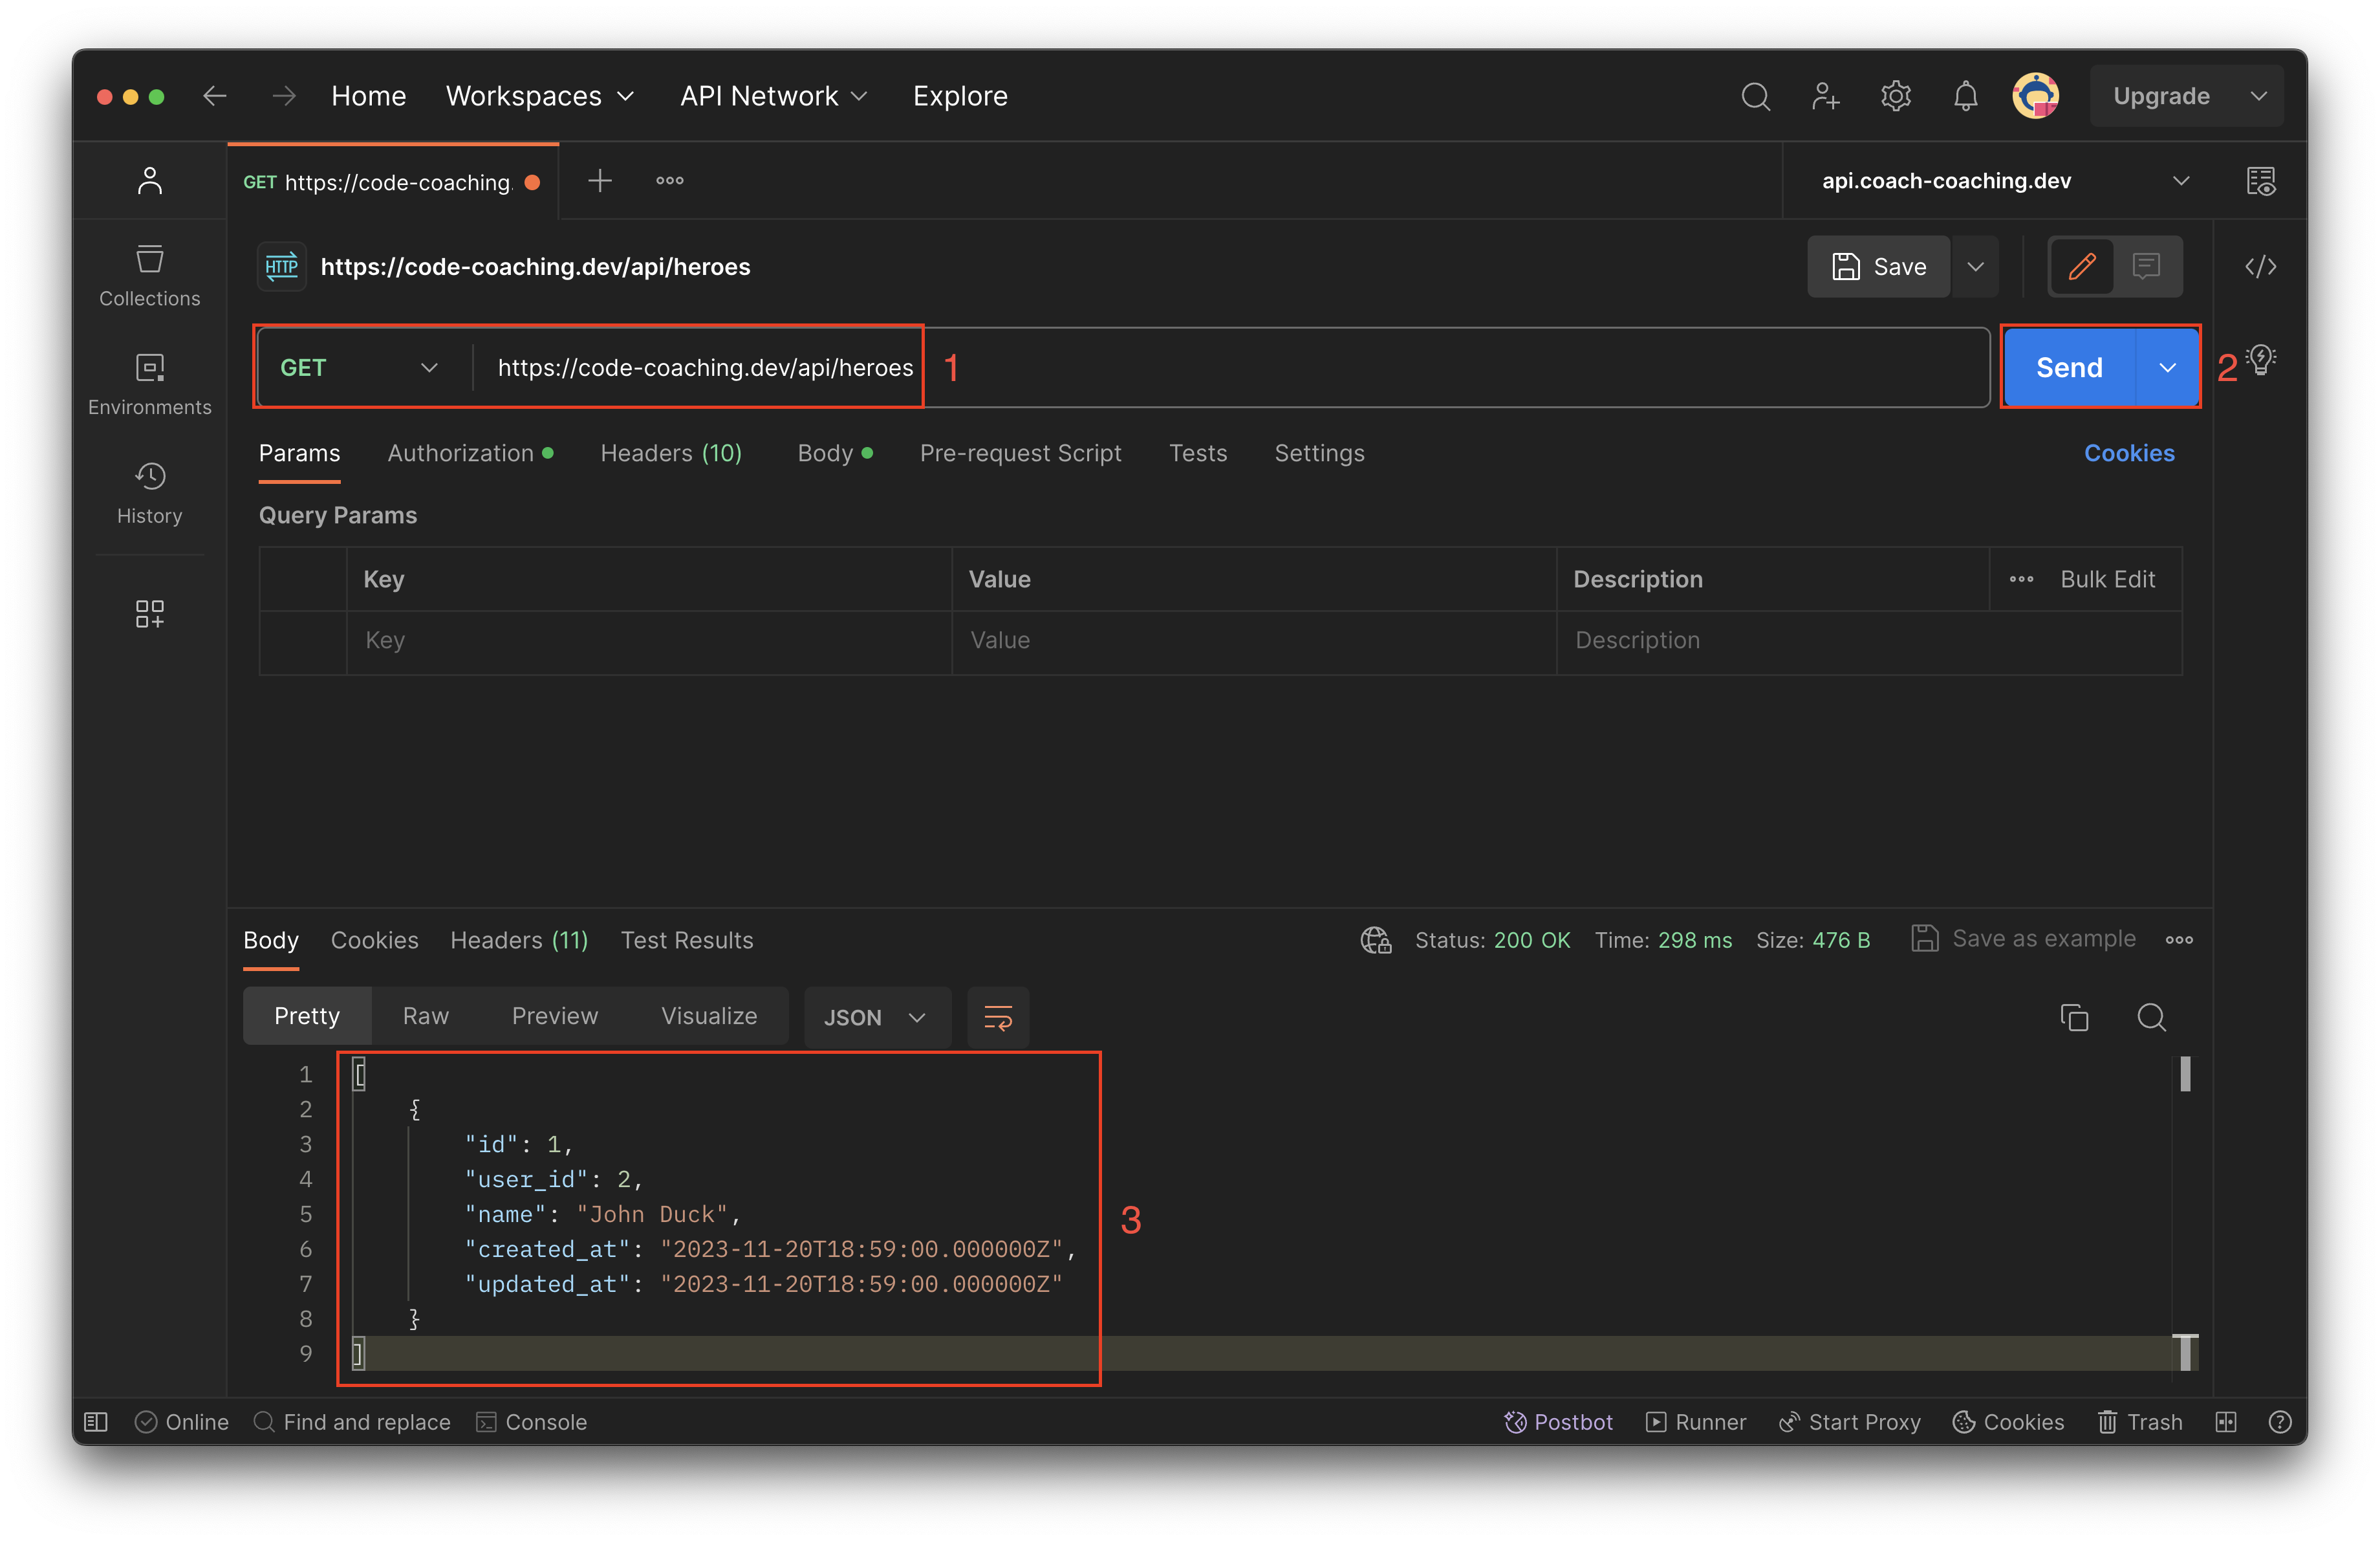 Home Workspaces API Network Explore Upgrade
GET https://code-coaching. api.coach-coaching.dev
HTTP https://code-coaching.dev/api/heroes Save
Collections
GET https://code-coaching.dev/api/heroes 1 Send 2
Environments
Params Authorization Headers (10) Body Pre-request Script Tests Settings Cookies
History
Query Params
Key Value Description Bulk Edit
Key Value Description
Body Cookies Headers (11) Test Results Status: 200 OK Time: 298 ms Size: 476 B Save as example
Pretty Raw Preview Visualize JSON
1 [
2 {
3 "id": 1,
4 "user_id": 2,
5 "name": "John Duck",
3
6 "created_at": "2023-11-20T18:59:00.000000Z",
7 "updated_at": "2023-11-20T18:59:00.000000Z"
8 }
9 ]
Online Find and replace Console Postbot Runner Start Proxy Cookies Trash